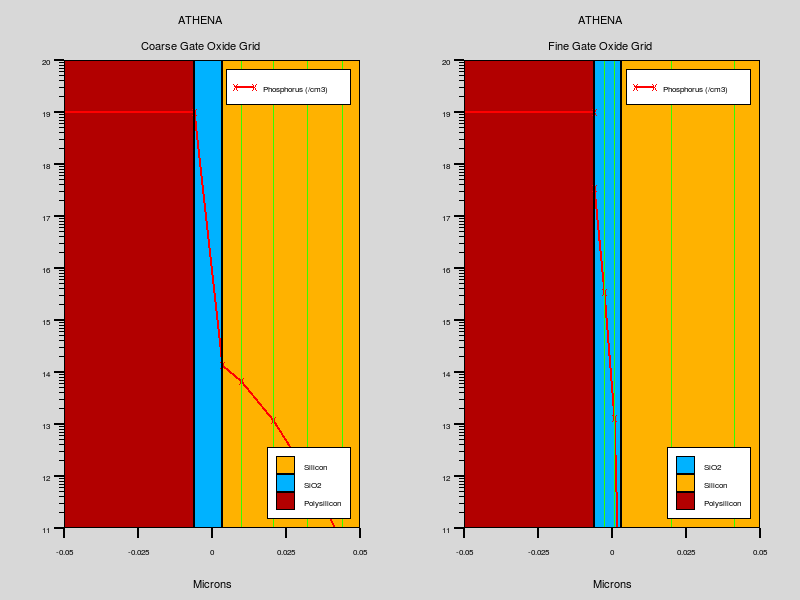 ATHENA
Coarse Gate Oxide Grid
20
19
18
17
16
15
14
13
12
11
Phosphorus (/cm3)
Silicon
SiO2
Polysilicon
-0.05
-0.025
0
0.025
0.05
Microns
ATHENA
Fine Gate Oxide Grid
20
19
18
17
16
15
14
13
12
11
Phosphorus (/cm3)
SiO2
Silicon
Polysilicon
-0.05
-0.025
0
0.025
0.05
Microns